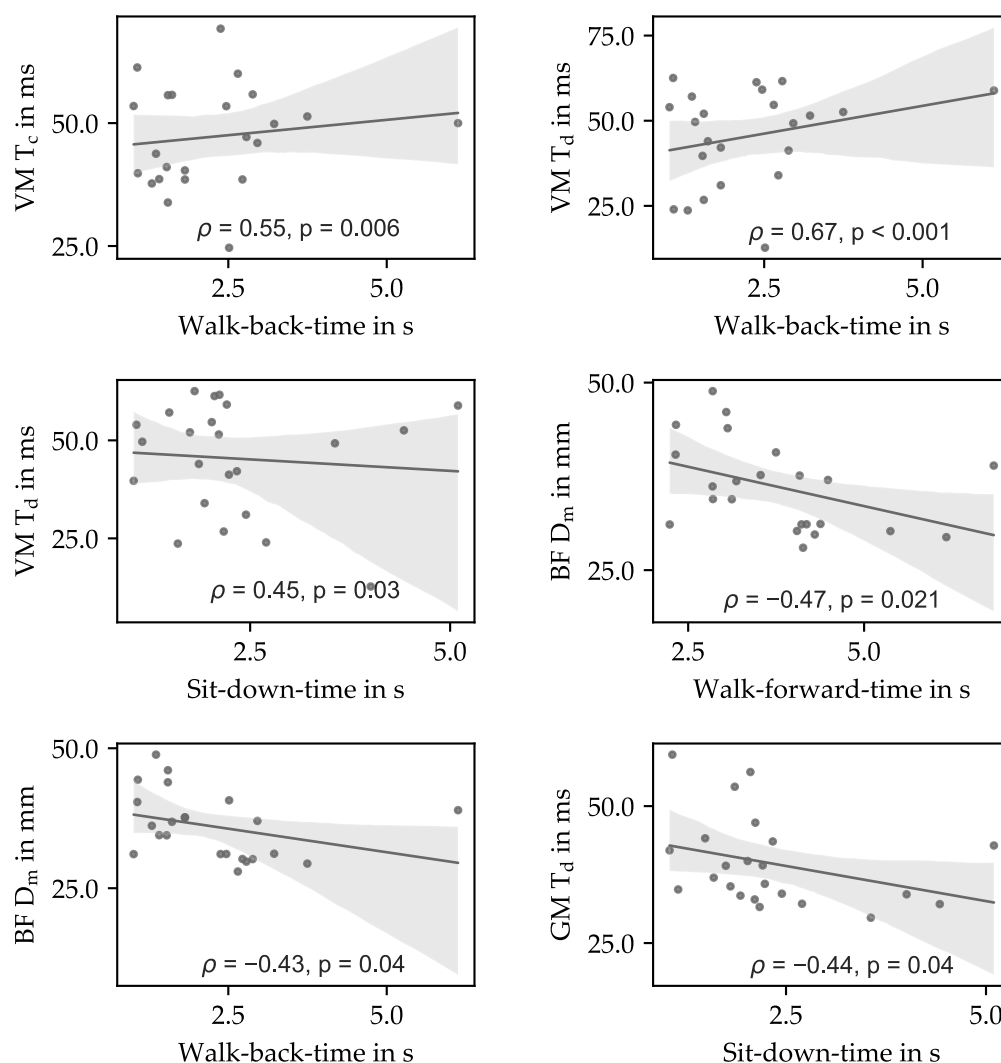 VM T_c in ms
50.0
25.0
ρ = 0.55, p = 0.006
2.5 5.0
Walk-back-time in s
VM T_d in ms
75.0
50.0
25.0
ρ = 0.67, p < 0.001
2.5 5.0
Walk-back-time in s
VM T_d in ms
50.0
25.0
ρ = 0.45, p = 0.03
2.5 5.0
Sit-down-time in s
BF D_m in mm
50.0
25.0
ρ = −0.47, p = 0.021
2.5 5.0
Walk-forward-time in s
BF D_m in mm
50.0
25.0
ρ = −0.43, p = 0.04
2.5 5.0
Walk-back-time in s
GM T_d in ms
50.0
25.0
ρ = −0.44, p = 0.04
2.5 5.0
Sit-down-time in s